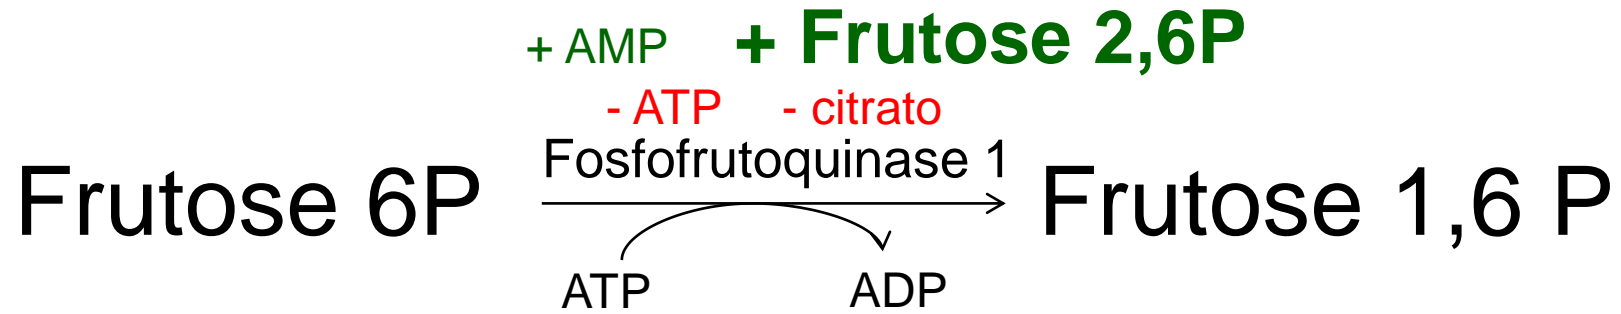 + AMP + Frutose 2,6P
- ATP - citrato
Fosfofrutoquinase 1
Frutose 6P Frutose 1,6 P
ATP ADP